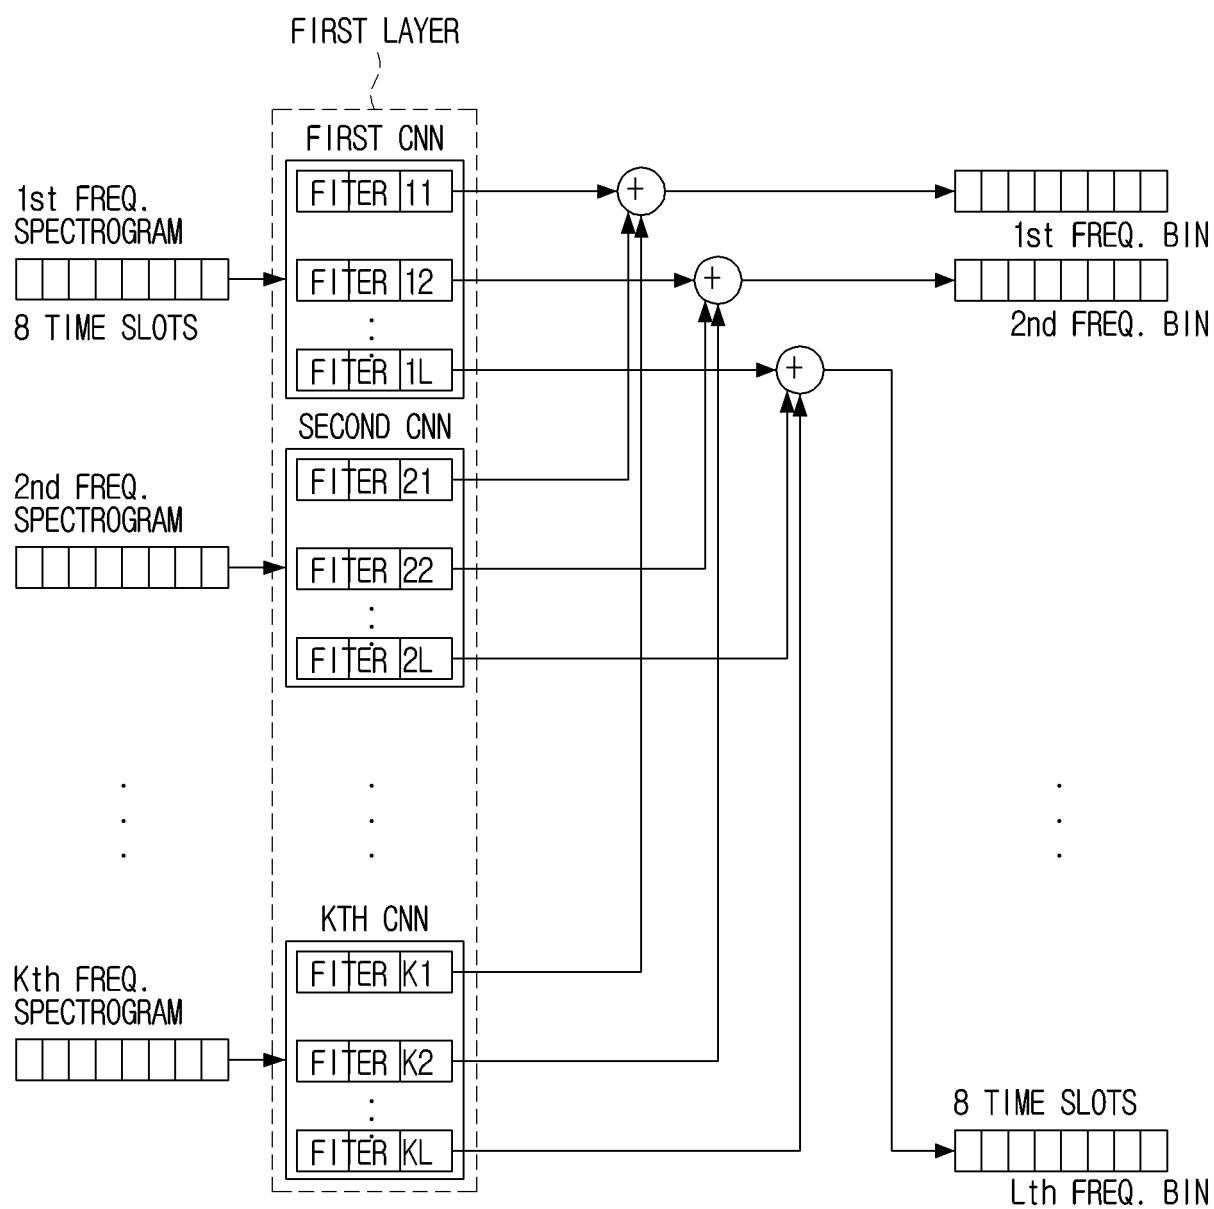 FIRST LAYER
FIRST CNN
FITER 11
1st FREQ.
SPECTROGRAM
8 TIME SLOTS
FITER 12
FITER 1L
+
+
+
1st FREQ. BIN
2nd FREQ. BIN
SECOND CNN
2nd FREQ.
SPECTROGRAM
FITER 21
FITER 22
FITER 2L
KTH CNN
Kth FREQ.
SPECTROGRAM
FITER K1
FITER K2
FITER KL
8 TIME SLOTS
Lth FREQ. BIN